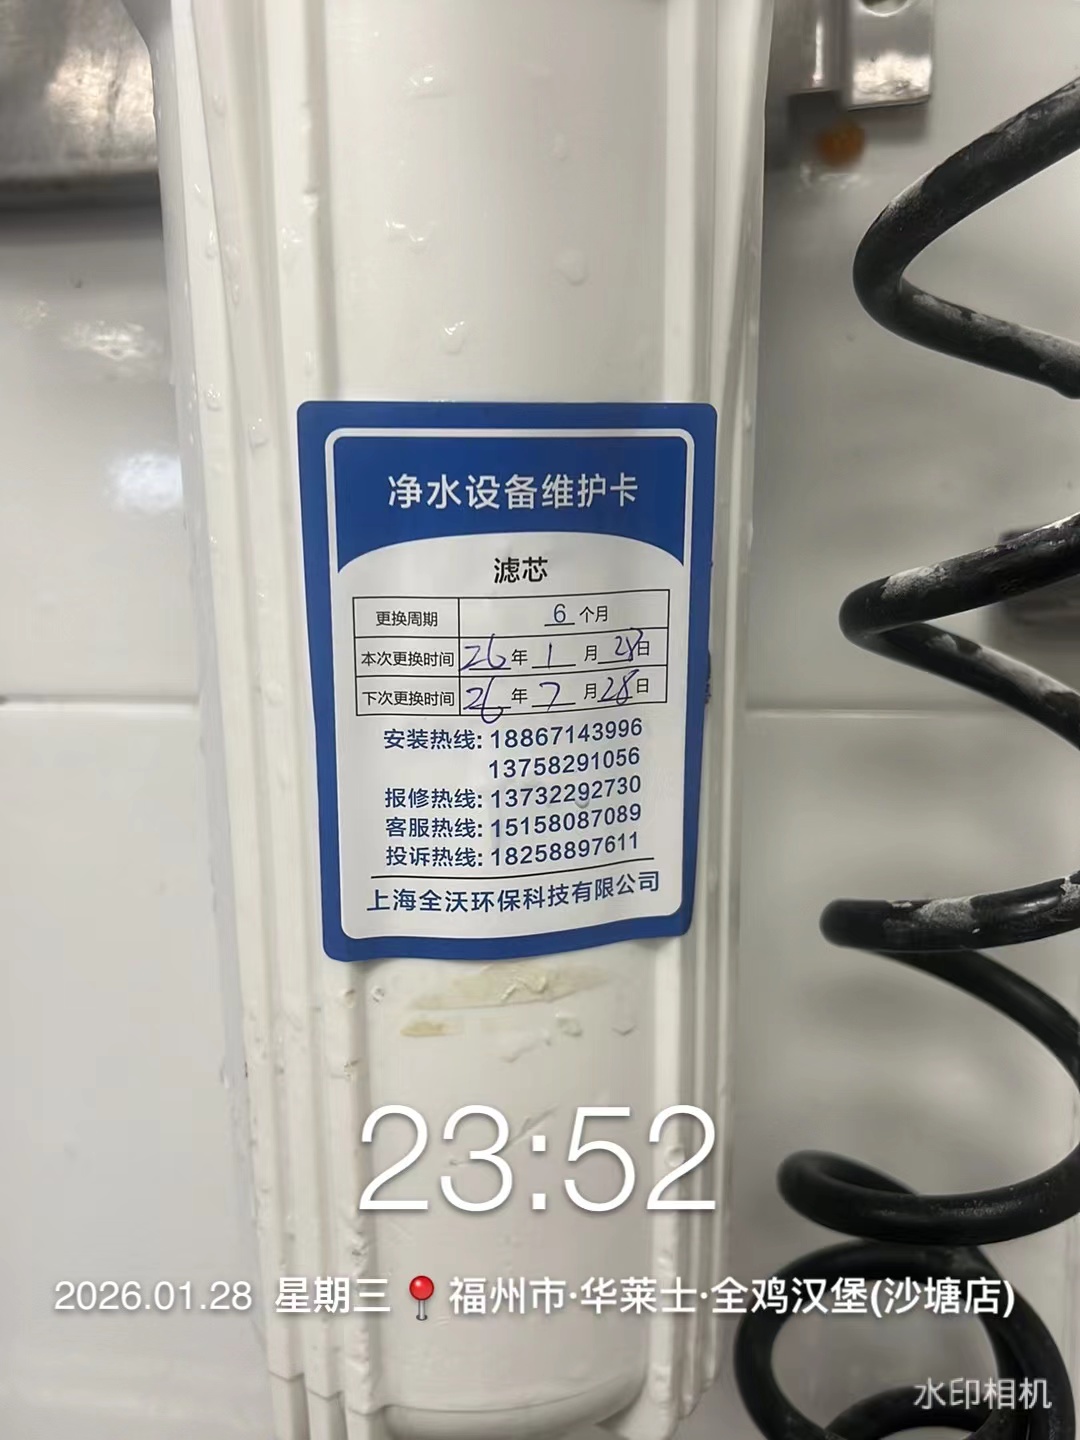 净水设备维护卡
滤芯
更换周期 6 个月
本次更换时间 26 年 1 月 28 日
下次更换时间 26 年 7 月 28 日
安装热线: 18867143996
13758291056
报修热线: 13732292730
客服热线: 15158087089
投诉热线: 18258897611
上海全沃环保科技有限公司
23:52
2026.01.28 星期三 📍福州市·华莱士·全鸡汉堡(沙塘店)
水印相机